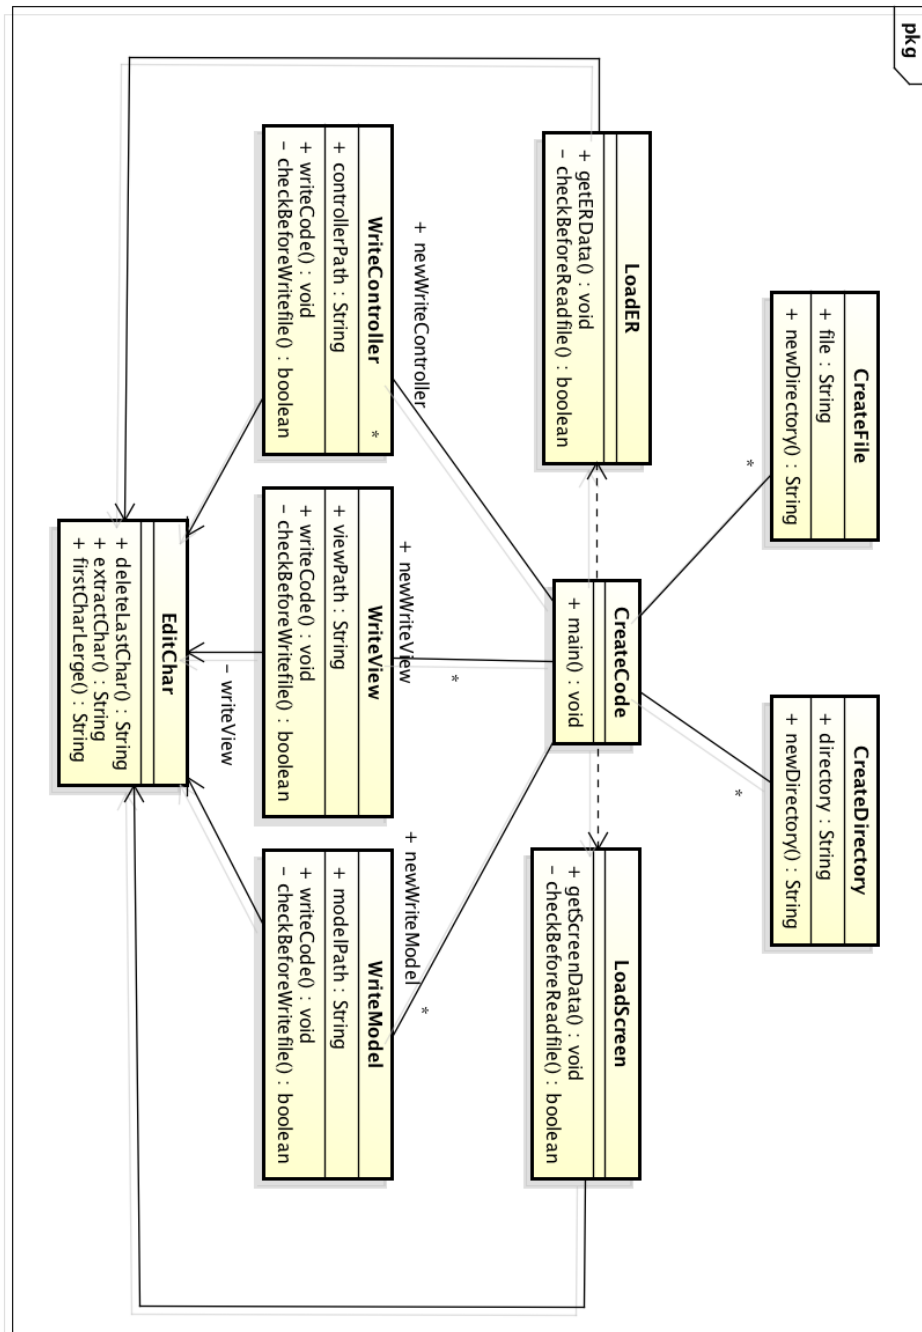 pkg
CreateFile
+ file : String
+ newDirectory() : String
*
CreateDirectory
+ directory : String
+ newDirectory() : String
*
LoadER
+ getERData() : void
- checkBeforeReadfile() : boolean
CreateCode
+ main() : void
LoadScreen
+ getScreenData() : void
- checkBeforeReadfile() : boolean
+ newWriteController
*
+ newWriteView
*
+ newWriteModel
*
WriteController
+ controllerPath : String
+ writeCode() : void
- checkBeforeWritefile() : boolean
WriteView
+ viewPath : String
+ writeCode() : void
- checkBeforeWritefile() : boolean
WriteModel
+ modelPath : String
+ writeCode() : void
- checkBeforeWritefile() : boolean
- writeView
EditChar
+ deleteLastChar() : String
+ extractChar() : String
+ firstCharLerge() : String